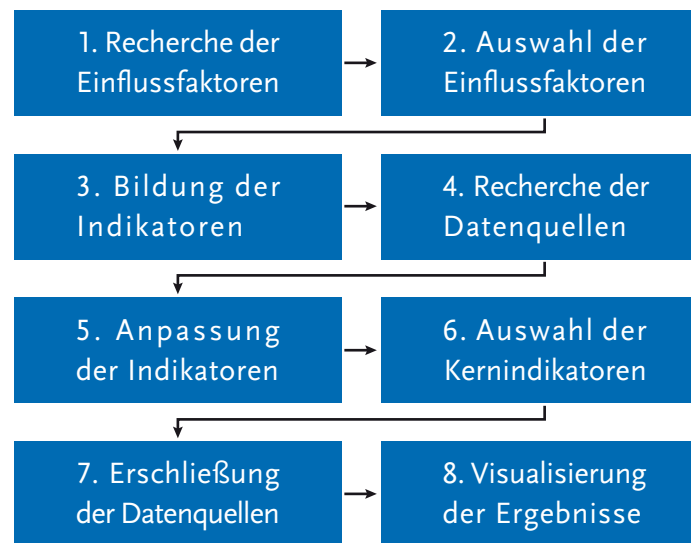 1. Recherche der
Einflussfaktoren
2. Auswahl der
Einflussfaktoren
3. Bildung der
Indikatoren
4. Recherche der
Datenquellen
5. Anpassung
der Indikatoren
6. Auswahl der
Kernindikatoren
7. Erschließung
der Datenquellen
8. Visualisierung
der Ergebnisse